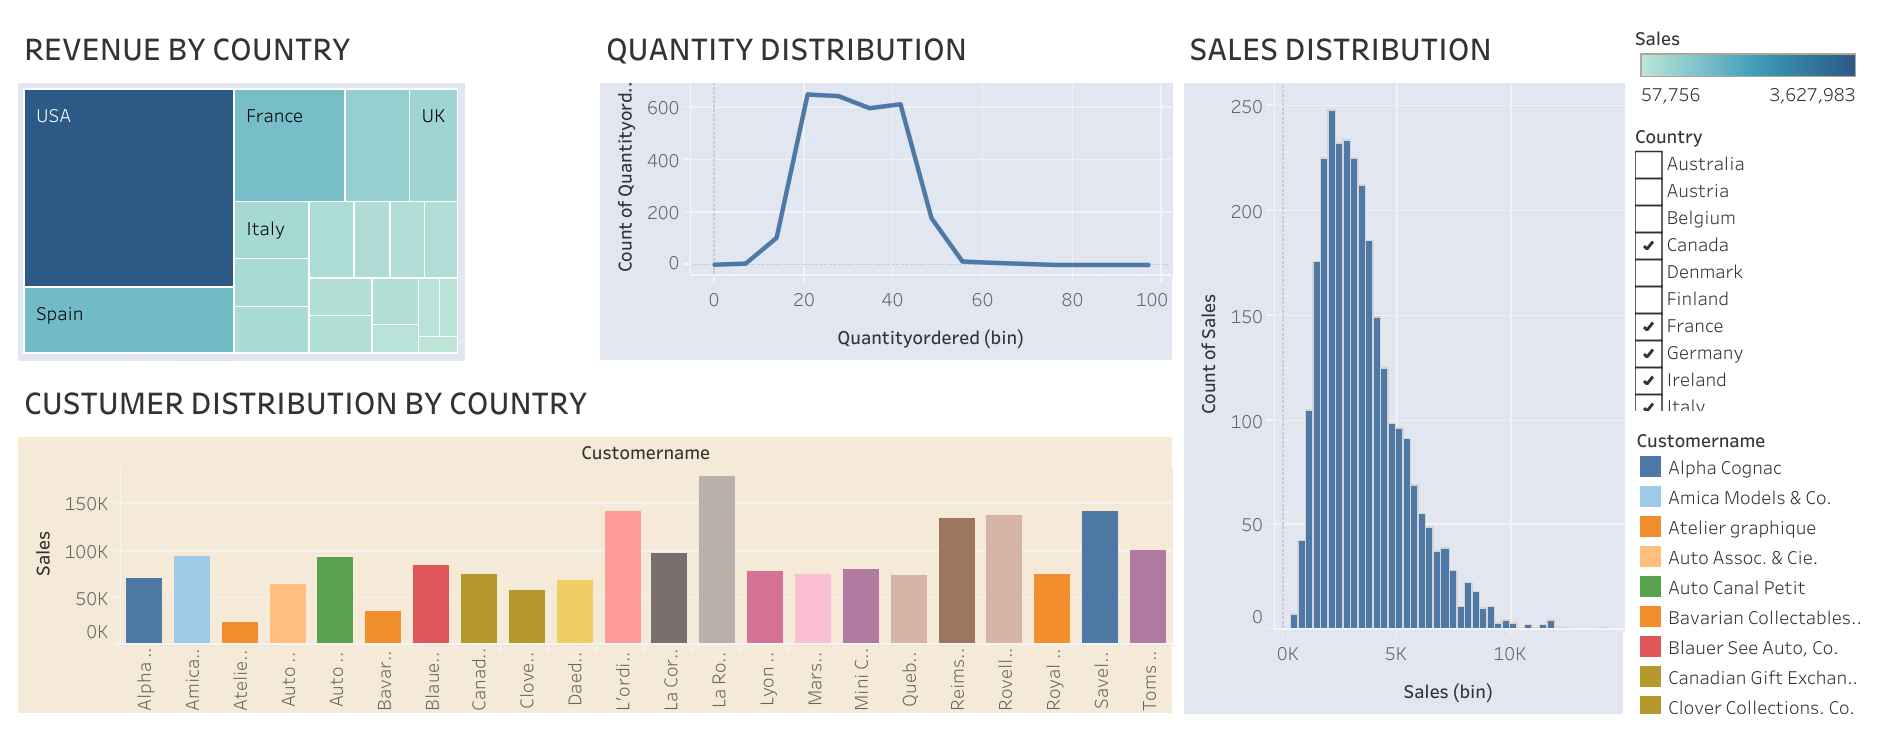 REVENUE BY COUNTRY
USA
France
UK
Italy
Spain
QUANTITY DISTRIBUTION
Count of Quantityord..
600
400
200
0
0 20 40 60 80 100
Quantityordered (bin)
SALES DISTRIBUTION
Count of Sales
250
200
150
100
50
0
0K 5K 10K
Sales (bin)
Sales
57,756 3,627,983
Country
Australia
Austria
Belgium
Canada
Denmark
Finland
France
Germany
Ireland
Italy
CUSTUMER DISTRIBUTION BY COUNTRY
Customername
Sales
150K
100K
50K
0K
Alpha ..
Amica..
Atelie..
Auto ..
Auto ..
Bavar..
Blaue..
Canad..
Clove..
Daed..
L'ordi..
La Cor..
La Ro..
Lyon ..
Mars..
Mini C..
Queb..
Reims..
Rovell..
Royal ..
Savel..
Toms ..
Customername
Alpha Cognac
Amica Models & Co.
Atelier graphique
Auto Assoc. & Cie.
Auto Canal Petit
Bavarian Collectables..
Blauer See Auto, Co.
Canadian Gift Exchan..
Clover Collections, Co.